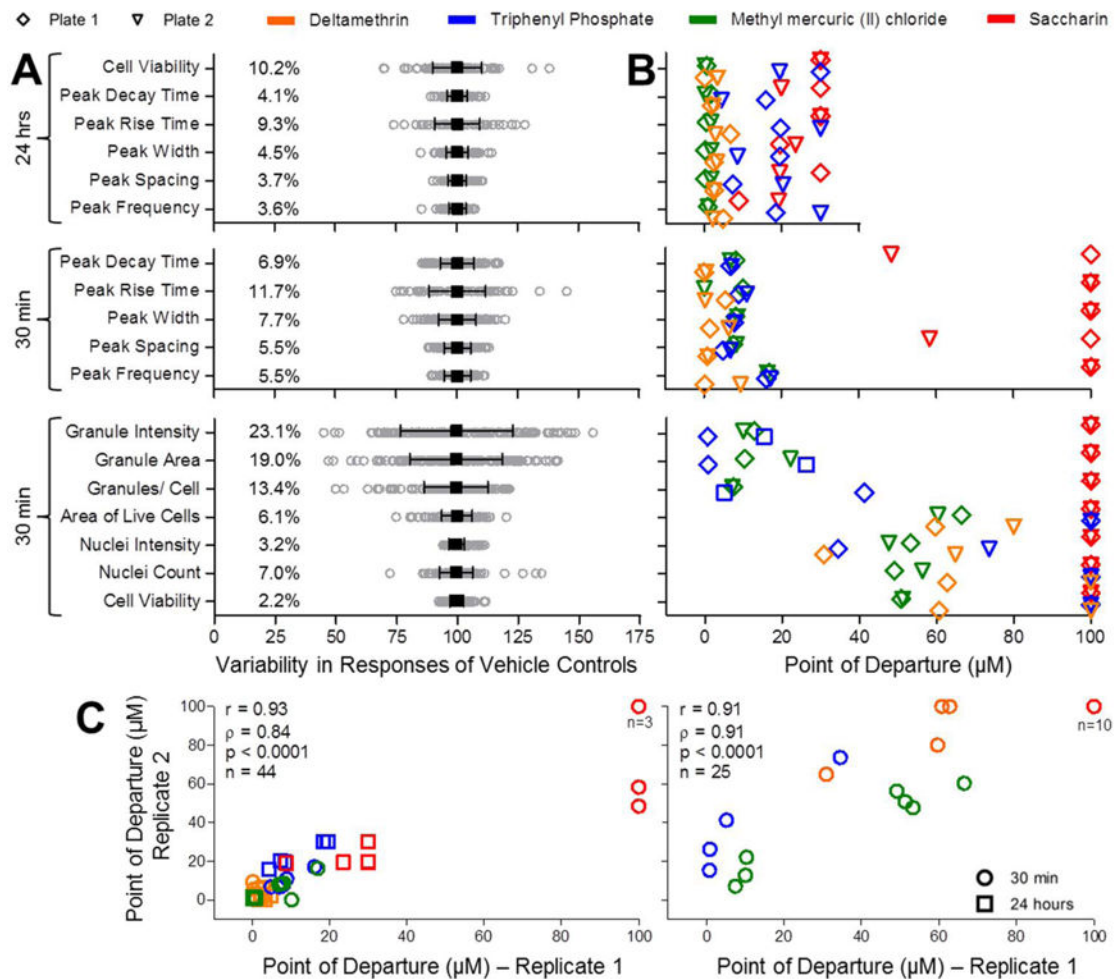 Plate 1 Plate 2 Deltamethrin Triphenyl Phosphate Methyl mercuric (II) chloride Saccharin
A B
24 hrs
Cell Viability 10.2%
Peak Decay Time 4.1%
Peak Rise Time 9.3%
Peak Width 4.5%
Peak Spacing 3.7%
Peak Frequency 3.6%
30 min
Peak Decay Time 6.9%
Peak Rise Time 11.7%
Peak Width 7.7%
Peak Spacing 5.5%
Peak Frequency 5.5%
30 min
Granule Intensity 23.1%
Granule Area 19.0%
Granules/ Cell 13.4%
Area of Live Cells 6.1%
Nuclei Intensity 3.2%
Nuclei Count 7.0%
Cell Viability 2.2%
0 25 50 75 100 125 150 175
Variability in Responses of Vehicle Controls
0 20 40 60 80 100
Point of Departure (µM)
C
Point of Departure (µM)
Replicate 2
100
80
60
40
20
0
r = 0.93
ρ = 0.84
p < 0.0001
n = 44
n=3
0 20 40 60 80 100
Point of Departure (µM) – Replicate 1
r = 0.91
ρ = 0.91
p < 0.0001
n = 25
n=10
30 min
24 hours
0 20 40 60 80 100
Point of Departure (µM) – Replicate 1